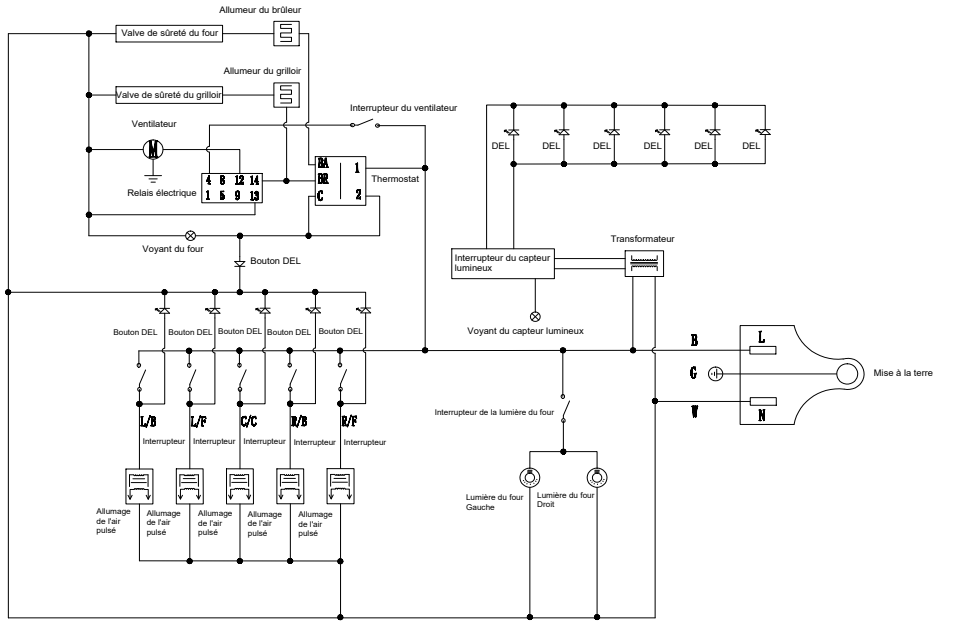 Allumeur du brûleur
Valve de sûreté du four
Allumeur du grilloir
Valve de sûreté du grilloir
Interrupteur du ventilateur
Ventilateur
M
4 8 12 14
1 5 9 13
Relais électrique
BA
BR
C
1
2
Thermostat
Voyant du four
Bouton DEL
DEL
DEL
DEL
DEL
DEL
DEL
Interrupteur du capteur
lumineux
Transformateur
Voyant du capteur lumineux
Bouton DEL
Bouton DEL
Bouton DEL
Bouton DEL
Bouton DEL
B
L
G
Mise à la terre
W
N
Interrupteur de la lumière du four
L/B
L/F
C/C
R/B
R/F
Interrupteur
Interrupteur
Interrupteur
Interrupteur
Interrupteur
Lumière du four
Gauche
Lumière du four
Droit
Allumage
de l'air
pulsé
Allumage
de l'air
pulsé
Allumage
de l'air
pulsé
Allumage
de l'air
pulsé
Allumage
de l'air
pulsé